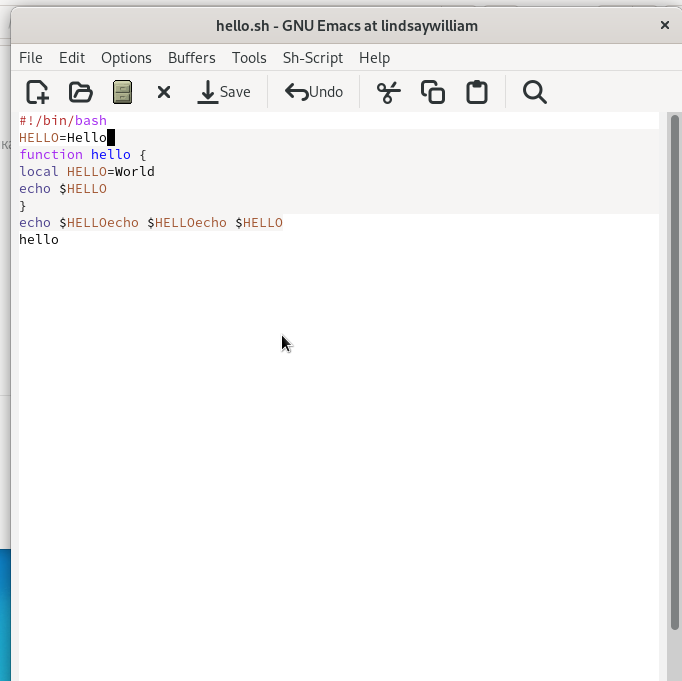 hello.sh - GNU Emacs at lindsaywilliam
File Edit Options Buffers Tools Sh-Script Help
Save Undo
#!/bin/bash
HELLO=Hello
function hello {
local HELLO=World
echo $HELLO
}
echo $HELLOecho $HELLOecho $HELLO
hello